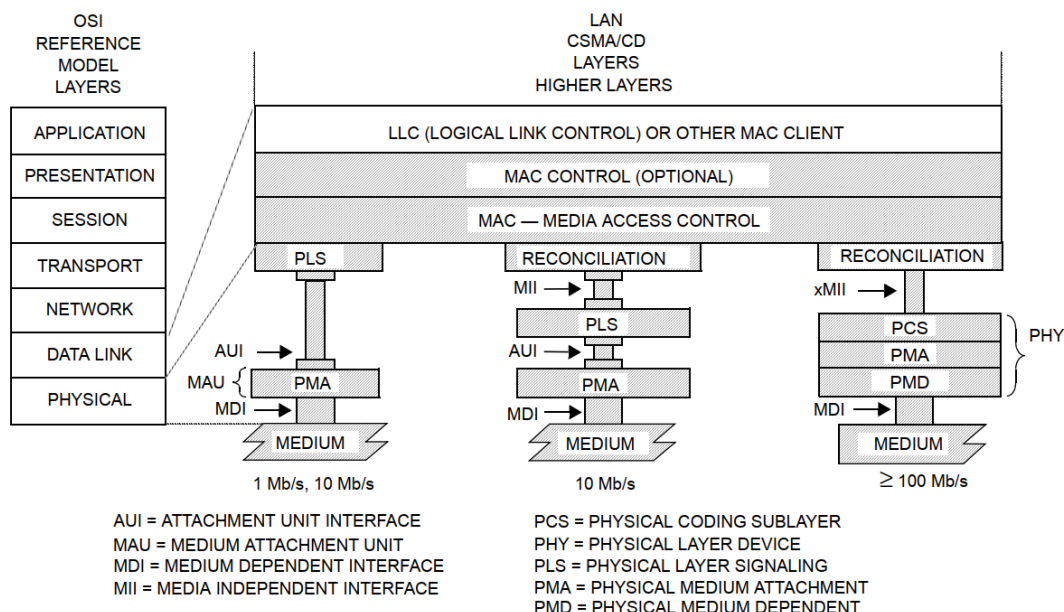 OSI
REFERENCE
MODEL
LAYERS
LAN
CSMA/CD
LAYERS
HIGHER LAYERS
APPLICATION
PRESENTATION
SESSION
TRANSPORT
NETWORK
DATA LINK
PHYSICAL
LLC (LOGICAL LINK CONTROL) OR OTHER MAC CLIENT
MAC CONTROL (OPTIONAL)
MAC — MEDIA ACCESS CONTROL
PLS
AUI
MAU
PMA
MDI
MEDIUM
1 Mb/s, 10 Mb/s
RECONCILIATION
MII
PLS
AUI
PMA
MDI
MEDIUM
10 Mb/s
RECONCILIATION
xMII
PCS
PMA
PMD
PHY
MDI
MEDIUM
≥ 100 Mb/s
AUI = ATTACHMENT UNIT INTERFACE
MAU = MEDIUM ATTACHMENT UNIT
MDI = MEDIUM DEPENDENT INTERFACE
MII = MEDIA INDEPENDENT INTERFACE
PCS = PHYSICAL CODING SUBLAYER
PHY = PHYSICAL LAYER DEVICE
PLS = PHYSICAL LAYER SIGNALING
PMA = PHYSICAL MEDIUM ATTACHMENT
PMD = PHYSICAL MEDIUM DEPENDENT